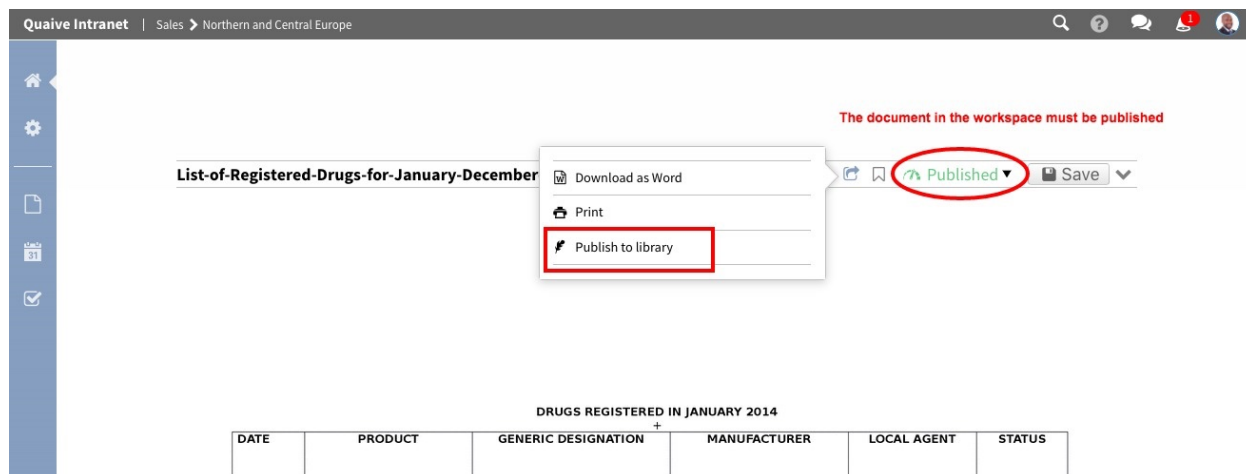 Quaive Intranet | Sales > Northern and Central Europe
1
The document in the workspace must be published
List-of-Registered-Drugs-for-January-December
Published ▼ Save
Download as Word
Print
Publish to library
31
DRUGS REGISTERED IN JANUARY 2014
+
DATE PRODUCT GENERIC DESIGNATION MANUFACTURER LOCAL AGENT STATUS